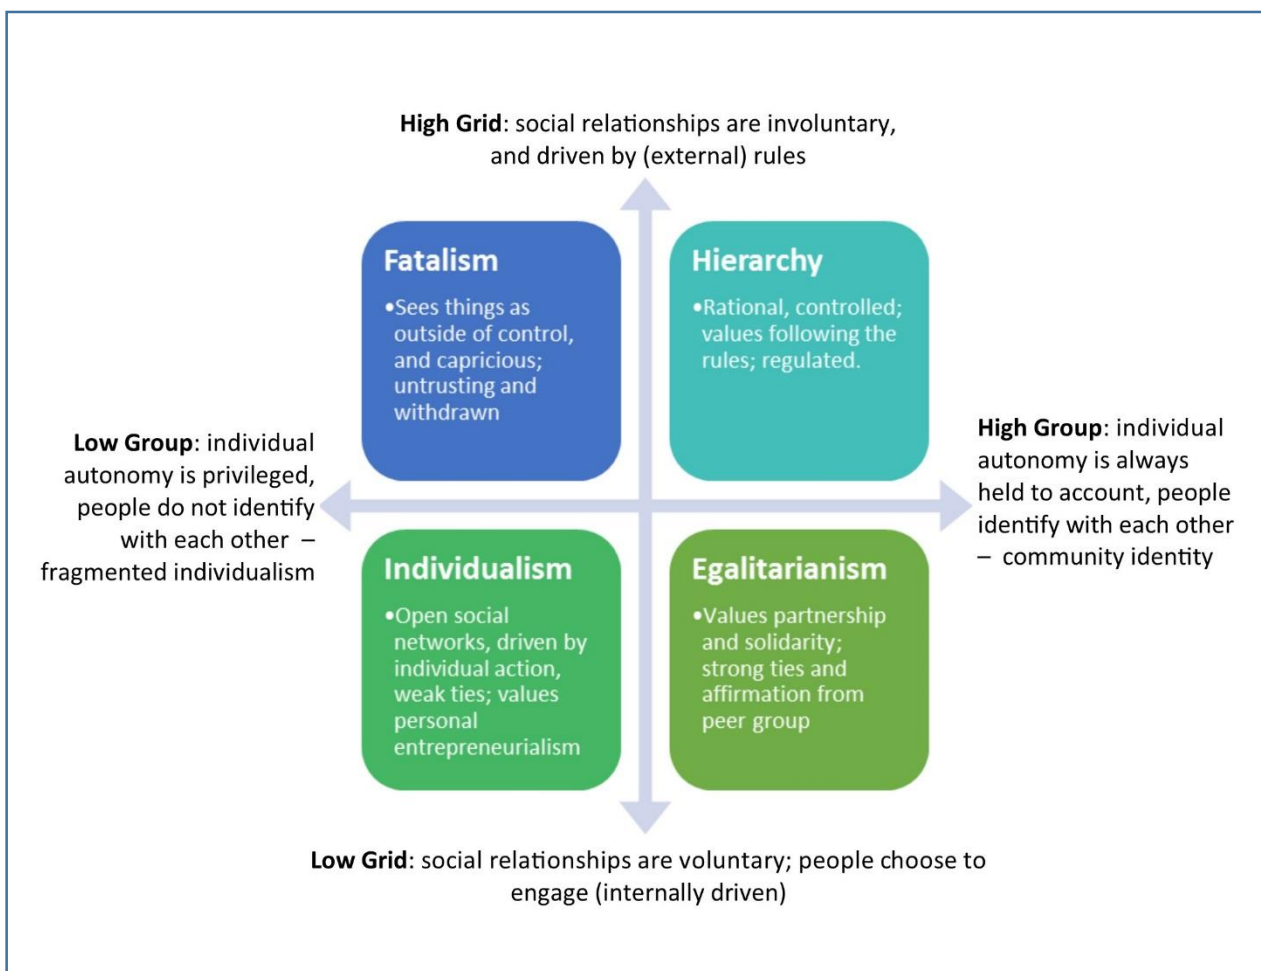 High Grid: social relationships are involuntary,
and driven by (external) rules
Fatalism
•Sees things as
outside of control,
and capricious;
untrusting and
withdrawn
Hierarchy
•Rational, controlled;
values following the
rules; regulated.
Low Group: individual
autonomy is privileged,
people do not identify
with each other –
fragmented individualism
High Group: individual
autonomy is always
held to account, people
identify with each other
– community identity
Individualism
•Open social
networks, driven by
individual action,
weak ties; values
personal
entrepreneurialism
Egalitarianism
•Values partnership
and solidarity;
strong ties and
affirmation from
peer group
Low Grid: social relationships are voluntary; people choose to
engage (internally driven)